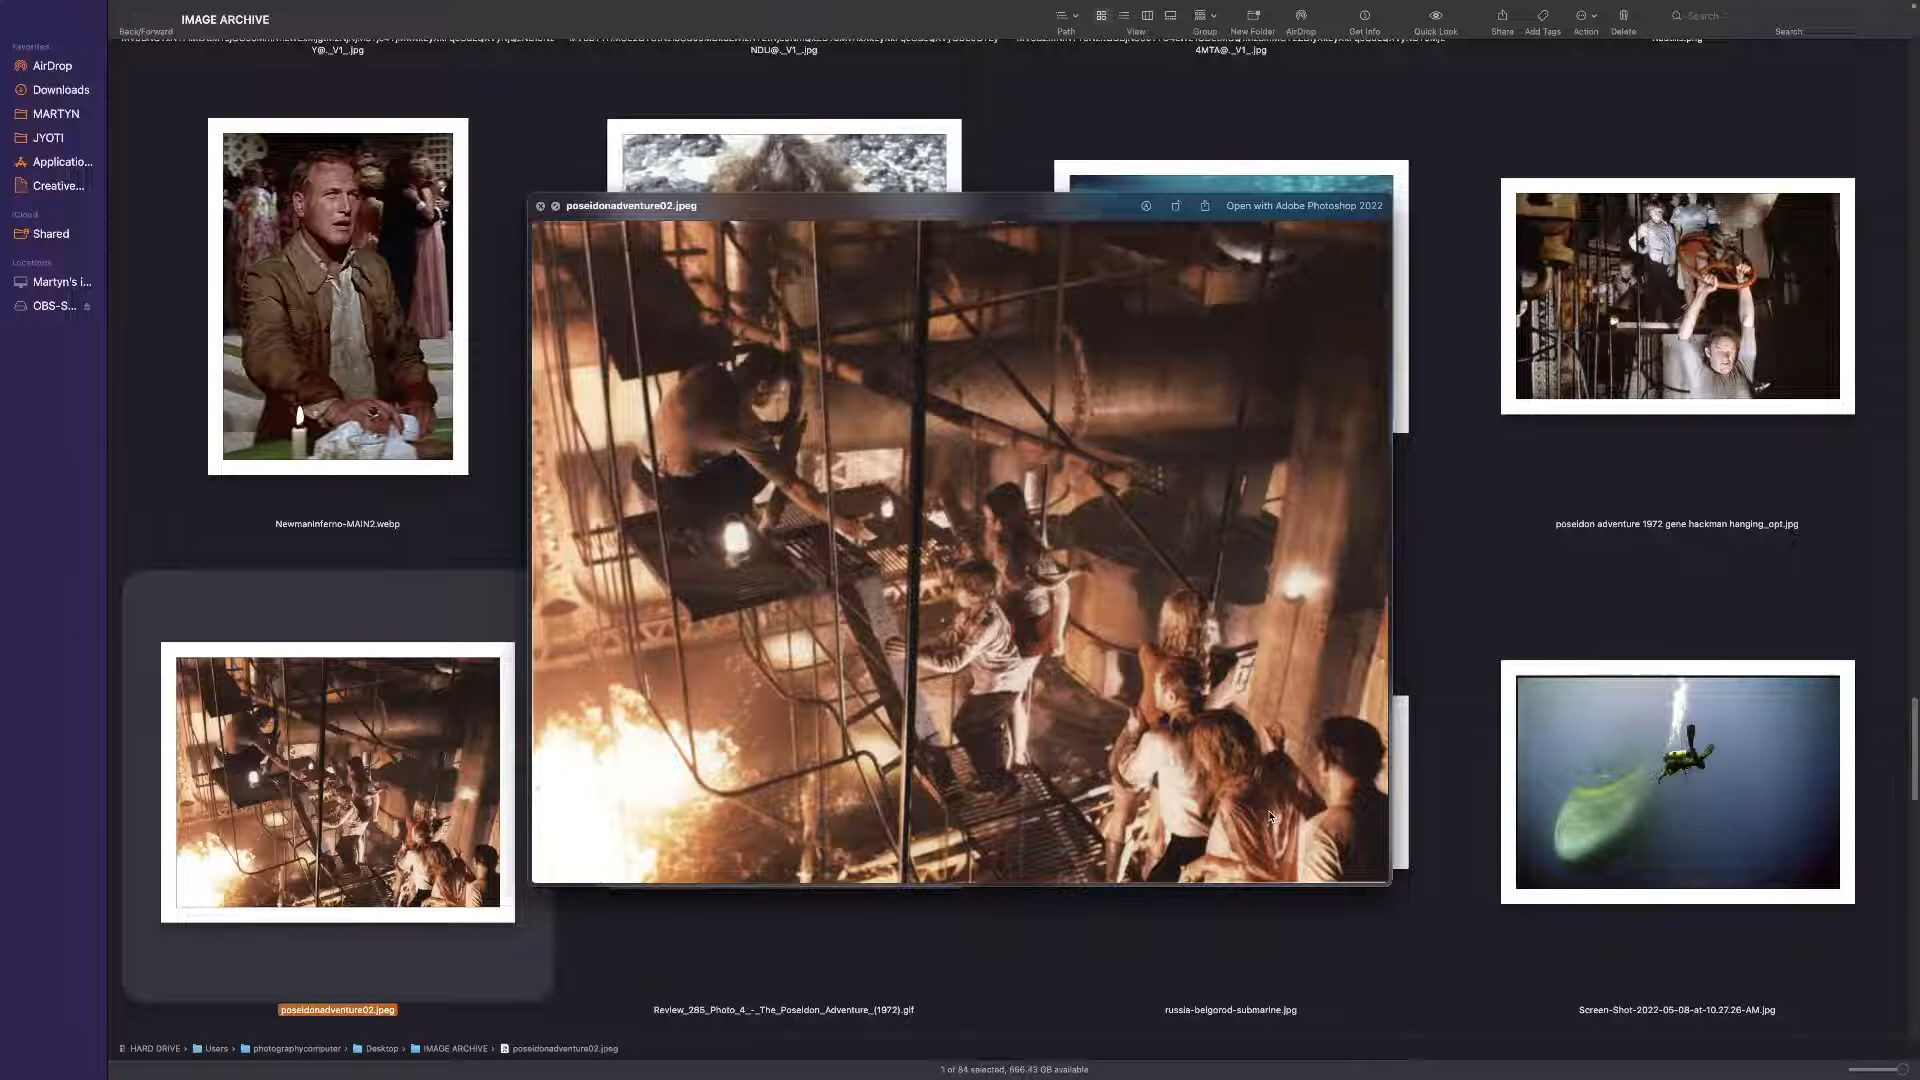 IMAGE ARCHIVE
Back/Forward
Path
View
Group
New Folder
AirDrop
Get Info
Quick Look
Share
Add Tags
Action
Delete
Search
Search
Favorites
AirDrop
Downloads
MARTYN
JYOTI
Applicatio...
Creative...
iCloud
Shared
Locations
Martyn's i...
OBS-S...
Y@._V1_.jpg
NDU@._V1_.jpg
4MTA@._V1_.jpg
poseidonadventure02.jpeg
Open with Adobe Photoshop 2022
NewmanInferno-MAIN2.webp
poseidon adventure 1972 gene hackman hanging_opt.jpg
poseidonadventure02.jpeg
Review_285_Photo_4_-_The_Poseidon_Adventure_(1972).gif
russia-belgorod-submarine.jpg
Screen-Shot-2022-05-08-at-10.27.26-AM.jpg
HARD DRIVE › Users › photographycomputer › Desktop › IMAGE ARCHIVE › poseidonadventure02.jpeg
1 of 84 selected, 666.43 GB available